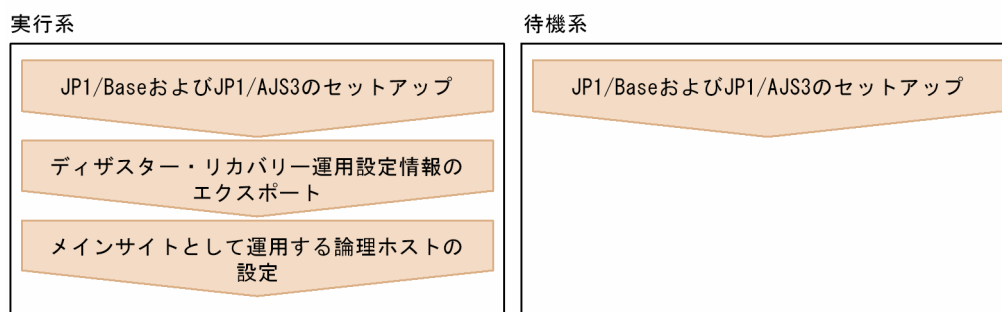 実行系
待機系
JP1/BaseおよびJP1/AJS3のセットアップ
JP1/BaseおよびJP1/AJS3のセットアップ
ディザスター・リカバリー運用設定情報の
エクスポート
メインサイトとして運用する論理ホストの
設定